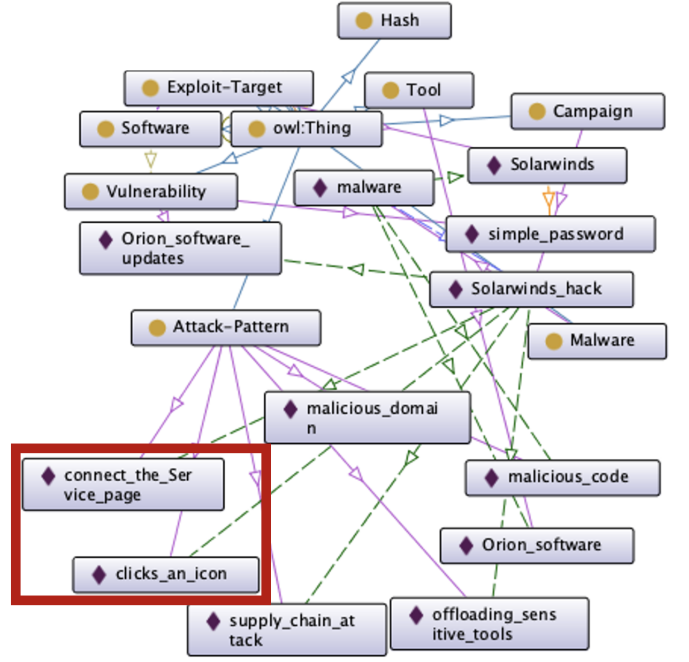 Hash
Exploit-Target
Tool
Campaign
Software
owl:Thing
Solarwinds
Vulnerability
malware
Orion_software_
updates
simple_password
Solarwinds_hack
Attack-Pattern
Malware
malicious_domai
n
connect_the_Ser
vice_page
malicious_code
Orion_software
clicks_an_icon
supply_chain_at
tack
offloading_sens
itive_tools